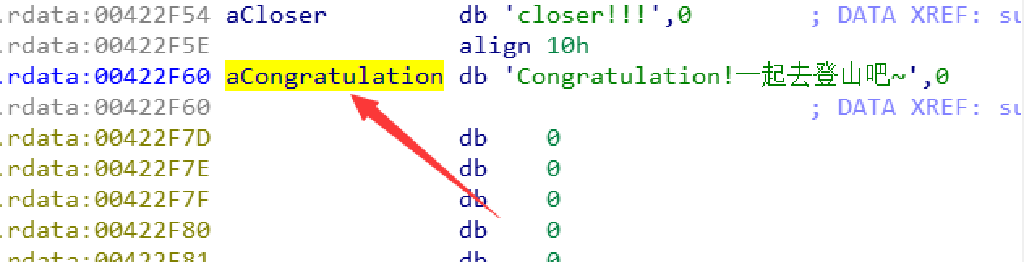 .rdata:00422F54 aCloser db 'closer!!!',0 ; DATA XREF: su
.rdata:00422F5E align 10h
.rdata:00422F60 aCongratulation db 'Congratulation!一起去登山吧~',0
.rdata:00422F60 ; DATA XREF: su
.rdata:00422F7D db 0
.rdata:00422F7E db 0
.rdata:00422F7F db 0
.rdata:00422F80 db 0
.rdata:00422F81 db 0